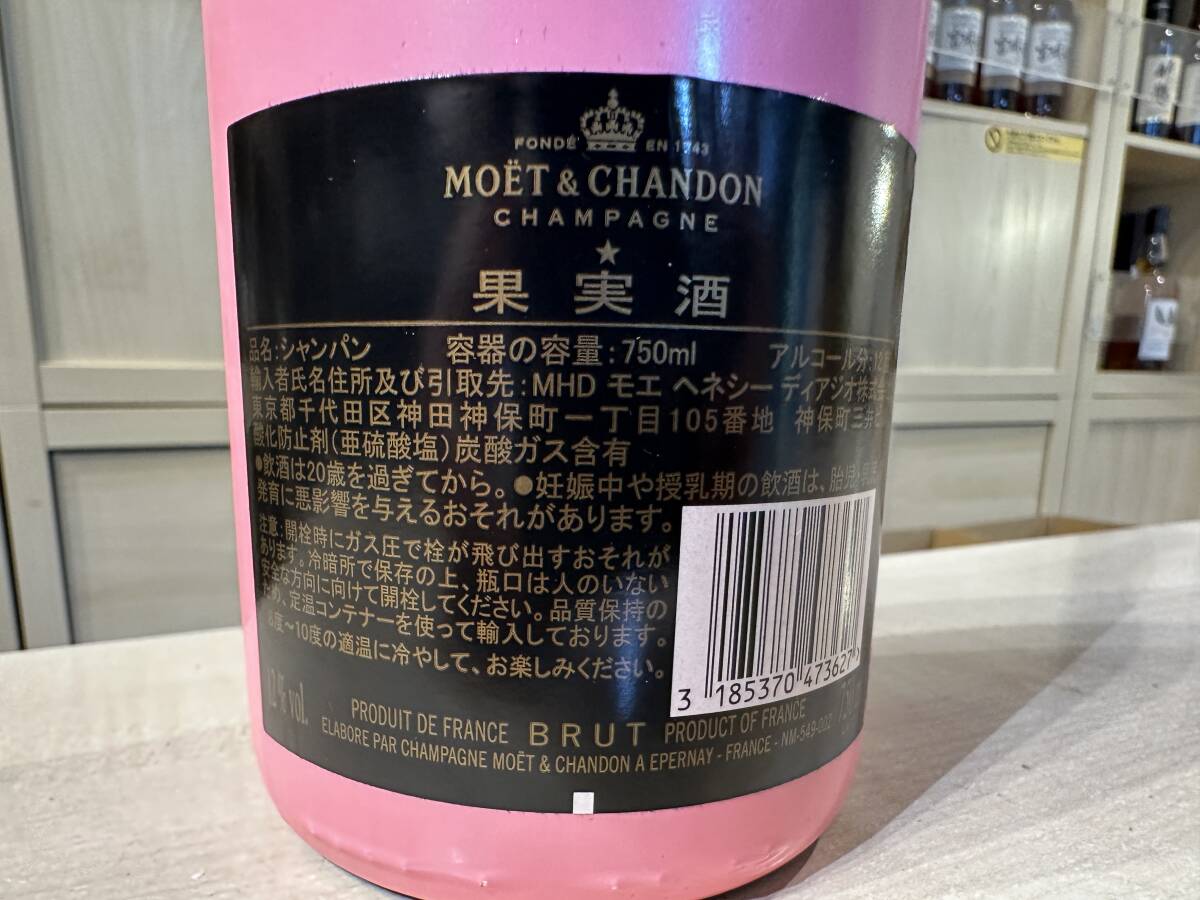 FONDÉ EN 1743
MOËT & CHANDON
CHAMPAGNE
果実酒
品名:シャンパン 容器の容量:750ml アルコール分:12度
輸入者氏名住所及び引取先:MHD モエ ヘネシー ディアジオ株式会
東京都千代田区神田神保町一丁目105番地 神保町三井ビ
酸化防止剤(亜硫酸塩)炭酸ガス含有
●飲酒は20歳を過ぎてから。●妊娠中や授乳期の飲酒は、胎児・乳児
発育に悪影響を与えるおそれがあります。
注意:開栓時にガス圧で栓が飛び出すおそれが
あります。冷暗所で保存の上、瓶口は人のいない
安全な方向に向けて開栓してください。品質保持の
ため、定温コンテナーを使って輸入しております。
8度~10度の適温に冷やして、お楽しみください。
3 185370 473627
12% vol.
PRODUIT DE FRANCE BRUT PRODUCT OF FRANCE
ELABORE PAR CHAMPAGNE MOËT & CHANDON A EPERNAY - FRANCE - NM-549-002